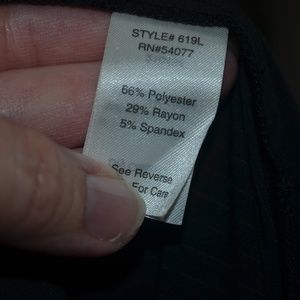 STYLE# 619L
RN#54077
66% Polyester
29% Rayon
5% Spandex
See Reverse
For Care